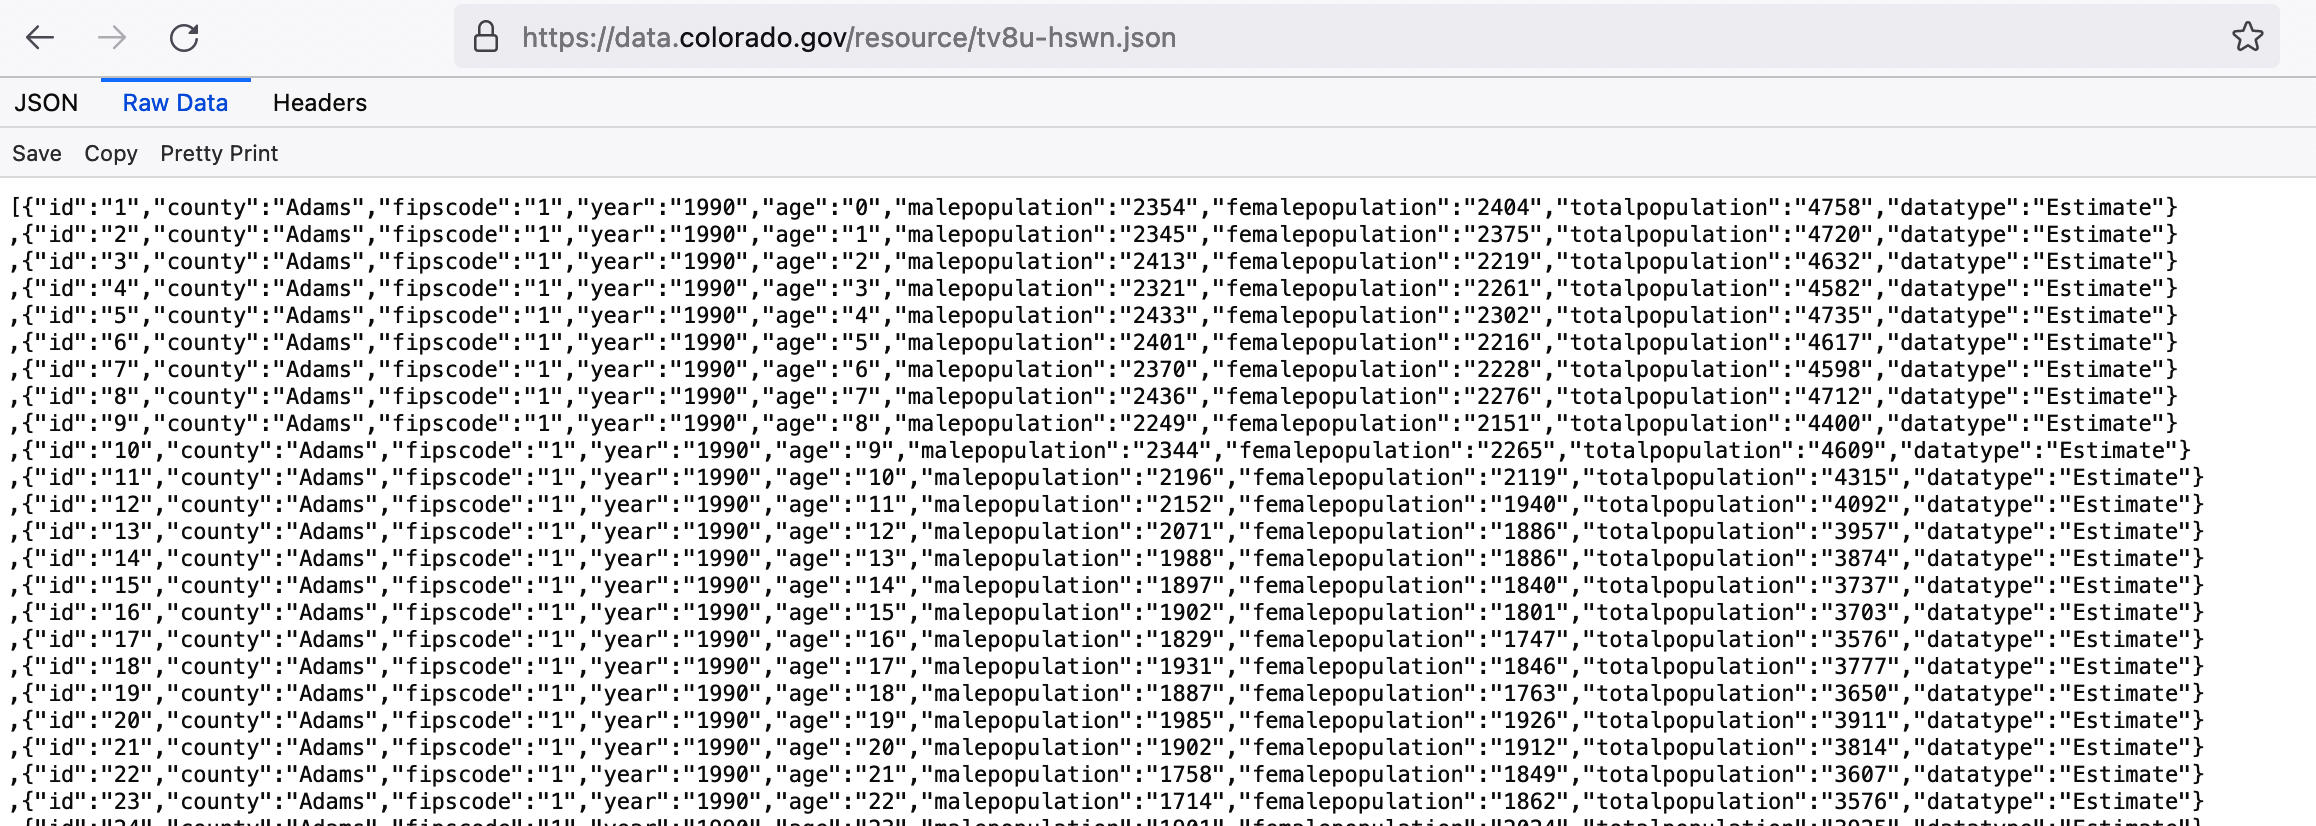 https://data.colorado.gov/resource/tv8u-hswn.json
JSON Raw Data Headers
Save Copy Pretty Print
[{"id":"1","county":"Adams","fipscode":"1","year":"1990","age":"0","malepopulation":"2354","femalepopulation":"2404","totalpopulation":"4758","datatype":"Estimate"}
,{"id":"2","county":"Adams","fipscode":"1","year":"1990","age":"1","malepopulation":"2345","femalepopulation":"2375","totalpopulation":"4720","datatype":"Estimate"}
,{"id":"3","county":"Adams","fipscode":"1","year":"1990","age":"2","malepopulation":"2413","femalepopulation":"2219","totalpopulation":"4632","datatype":"Estimate"}
,{"id":"4","county":"Adams","fipscode":"1","year":"1990","age":"3","malepopulation":"2321","femalepopulation":"2261","totalpopulation":"4582","datatype":"Estimate"}
,{"id":"5","county":"Adams","fipscode":"1","year":"1990","age":"4","malepopulation":"2433","femalepopulation":"2302","totalpopulation":"4735","datatype":"Estimate"}
,{"id":"6","county":"Adams","fipscode":"1","year":"1990","age":"5","malepopulation":"2401","femalepopulation":"2216","totalpopulation":"4617","datatype":"Estimate"}
,{"id":"7","county":"Adams","fipscode":"1","year":"1990","age":"6","malepopulation":"2370","femalepopulation":"2228","totalpopulation":"4598","datatype":"Estimate"}
,{"id":"8","county":"Adams","fipscode":"1","year":"1990","age":"7","malepopulation":"2436","femalepopulation":"2276","totalpopulation":"4712","datatype":"Estimate"}
,{"id":"9","county":"Adams","fipscode":"1","year":"1990","age":"8","malepopulation":"2249","femalepopulation":"2151","totalpopulation":"4400","datatype":"Estimate"}
,{"id":"10","county":"Adams","fipscode":"1","year":"1990","age":"9","malepopulation":"2344","femalepopulation":"2265","totalpopulation":"4609","datatype":"Estimate"}
,{"id":"11","county":"Adams","fipscode":"1","year":"1990","age":"10","malepopulation":"2196","femalepopulation":"2119","totalpopulation":"4315","datatype":"Estimate"}
,{"id":"12","county":"Adams","fipscode":"1","year":"1990","age":"11","malepopulation":"2152","femalepopulation":"1940","totalpopulation":"4092","datatype":"Estimate"}
,{"id":"13","county":"Adams","fipscode":"1","year":"1990","age":"12","malepopulation":"2071","femalepopulation":"1886","totalpopulation":"3957","datatype":"Estimate"}
,{"id":"14","county":"Adams","fipscode":"1","year":"1990","age":"13","malepopulation":"1988","femalepopulation":"1886","totalpopulation":"3874","datatype":"Estimate"}
,{"id":"15","county":"Adams","fipscode":"1","year":"1990","age":"14","malepopulation":"1897","femalepopulation":"1840","totalpopulation":"3737","datatype":"Estimate"}
,{"id":"16","county":"Adams","fipscode":"1","year":"1990","age":"15","malepopulation":"1902","femalepopulation":"1801","totalpopulation":"3703","datatype":"Estimate"}
,{"id":"17","county":"Adams","fipscode":"1","year":"1990","age":"16","malepopulation":"1829","femalepopulation":"1747","totalpopulation":"3576","datatype":"Estimate"}
,{"id":"18","county":"Adams","fipscode":"1","year":"1990","age":"17","malepopulation":"1931","femalepopulation":"1846","totalpopulation":"3777","datatype":"Estimate"}
,{"id":"19","county":"Adams","fipscode":"1","year":"1990","age":"18","malepopulation":"1887","femalepopulation":"1763","totalpopulation":"3650","datatype":"Estimate"}
,{"id":"20","county":"Adams","fipscode":"1","year":"1990","age":"19","malepopulation":"1985","femalepopulation":"1926","totalpopulation":"3911","datatype":"Estimate"}
,{"id":"21","county":"Adams","fipscode":"1","year":"1990","age":"20","malepopulation":"1902","femalepopulation":"1912","totalpopulation":"3814","datatype":"Estimate"}
,{"id":"22","county":"Adams","fipscode":"1","year":"1990","age":"21","malepopulation":"1758","femalepopulation":"1849","totalpopulation":"3607","datatype":"Estimate"}
,{"id":"23","county":"Adams","fipscode":"1","year":"1990","age":"22","malepopulation":"1714","femalepopulation":"1862","totalpopulation":"3576","datatype":"Estimate"}